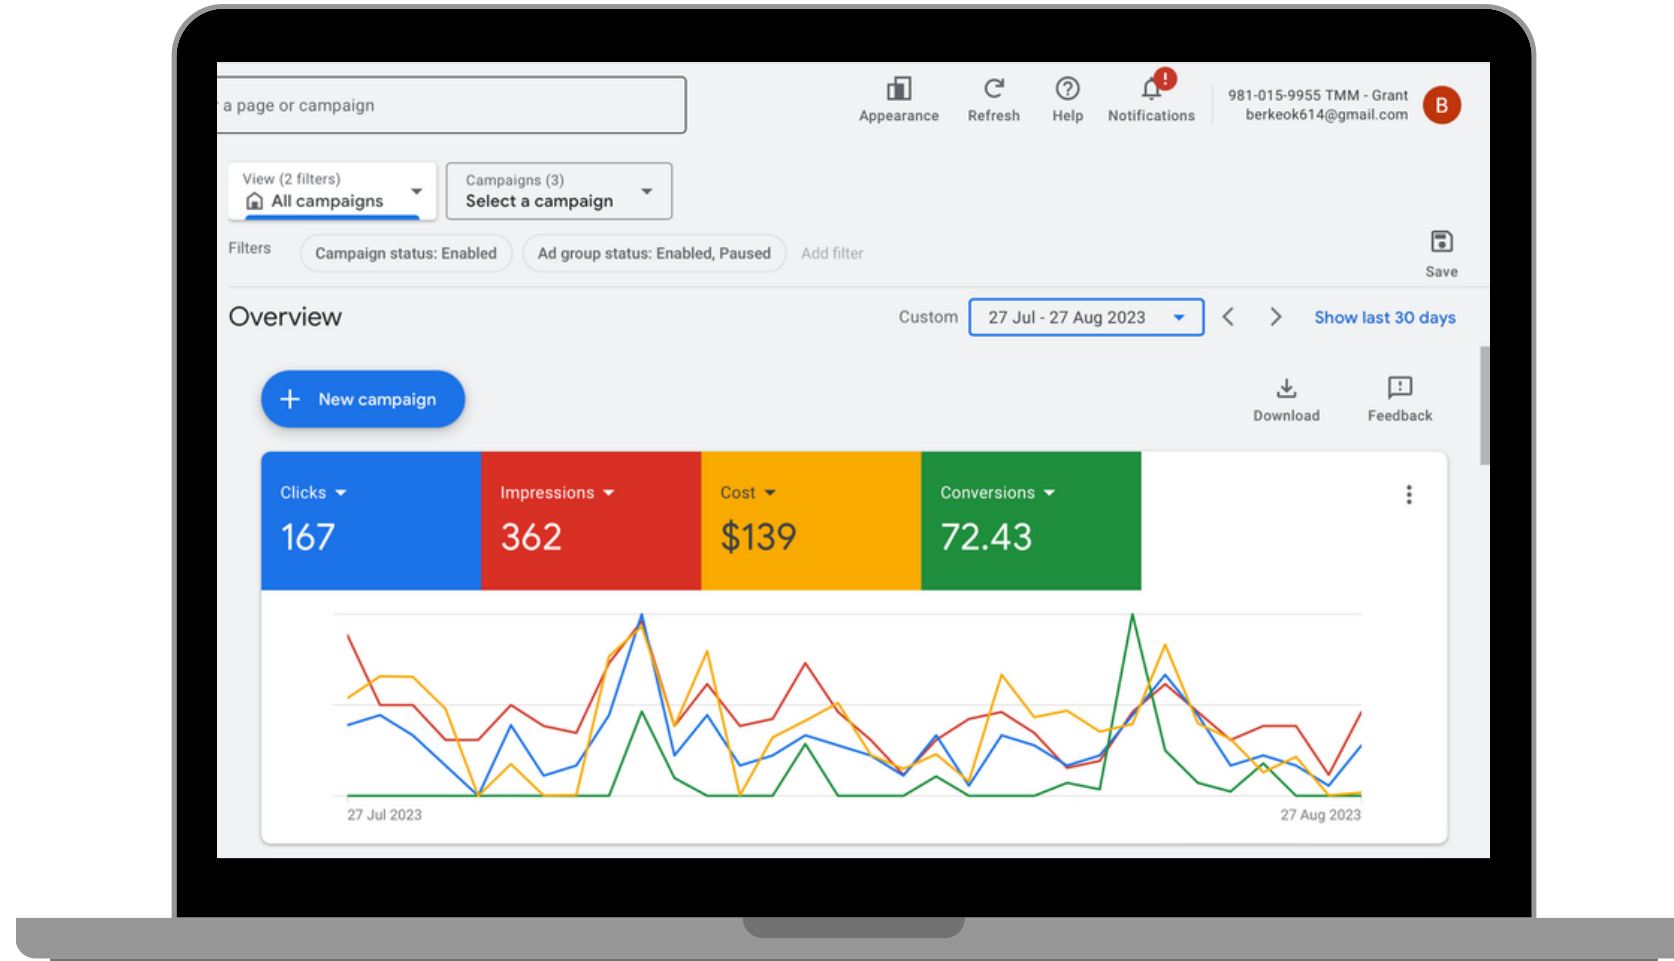 a page or campaign
Appearance
Refresh
Help
!
Notifications
981-015-9955 TMM - Grant
berkeok614@gmail.com
B
View (2 filters)
All campaigns
Campaigns (3)
Select a campaign
Filters
Campaign status: Enabled
Ad group status: Enabled, Paused
Add filter
Save
Overview
Custom
27 Jul - 27 Aug 2023
Show last 30 days
+ New campaign
Download
Feedback
Clicks
167
Impressions
362
Cost
$139
Conversions
72.43
27 Jul 2023
27 Aug 2023